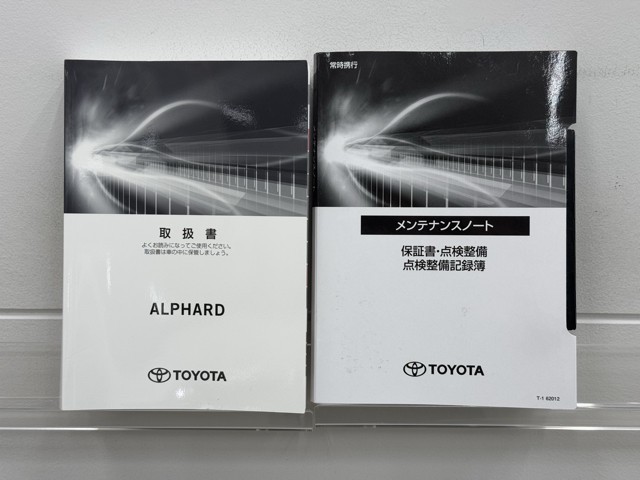 取扱書
よくお読みになってご使用ください。
取扱書は車の中に保管しましょう。
ALPHARD
TOYOTA
常時携行
メンテナンスノート
保証書・点検整備
点検整備記録簿
TOYOTA
T-1 62012